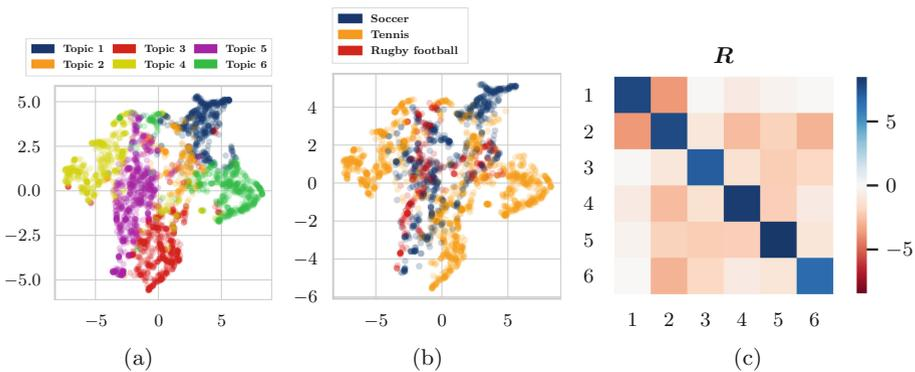 Topic 1 Topic 3 Topic 5
Topic 2 Topic 4 Topic 6
5.0
2.5
0.0
−2.5
−5.0
−5 0 5
(a)
Soccer
Tennis
Rugby football
4
2
0
−2
−4
−6
−5 0 5
(b)
R
1
2
3
4
5
6
1 2 3 4 5 6
5
0
−5
(c)